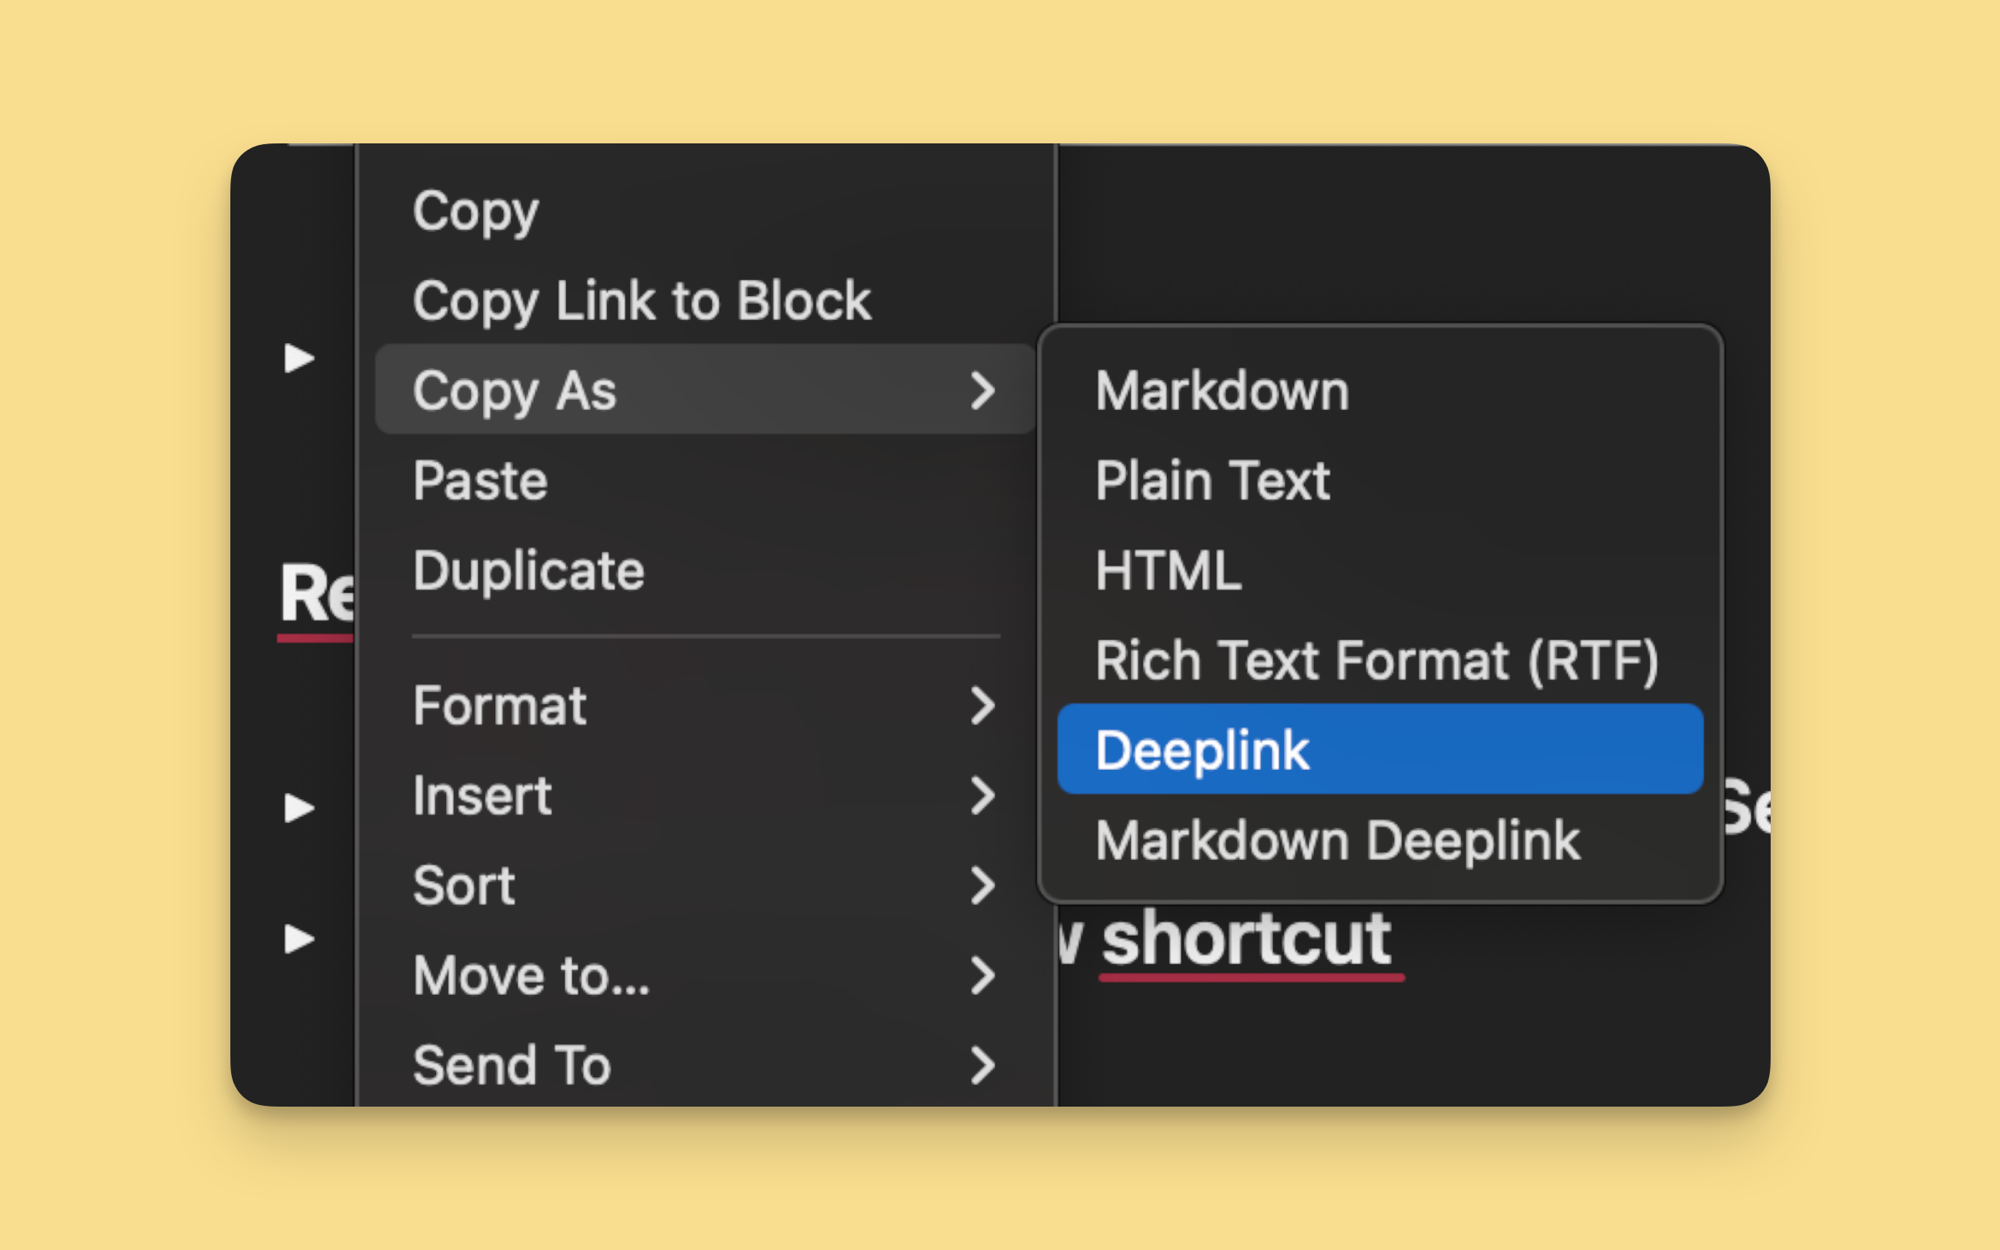 Copy
Copy Link to Block
Copy As
Paste
Duplicate
Format
Insert
Sort
Move to...
Send To
Markdown
Plain Text
HTML
Rich Text Format (RTF)
Deeplink
Markdown Deeplink
Re
Se
w shortcut